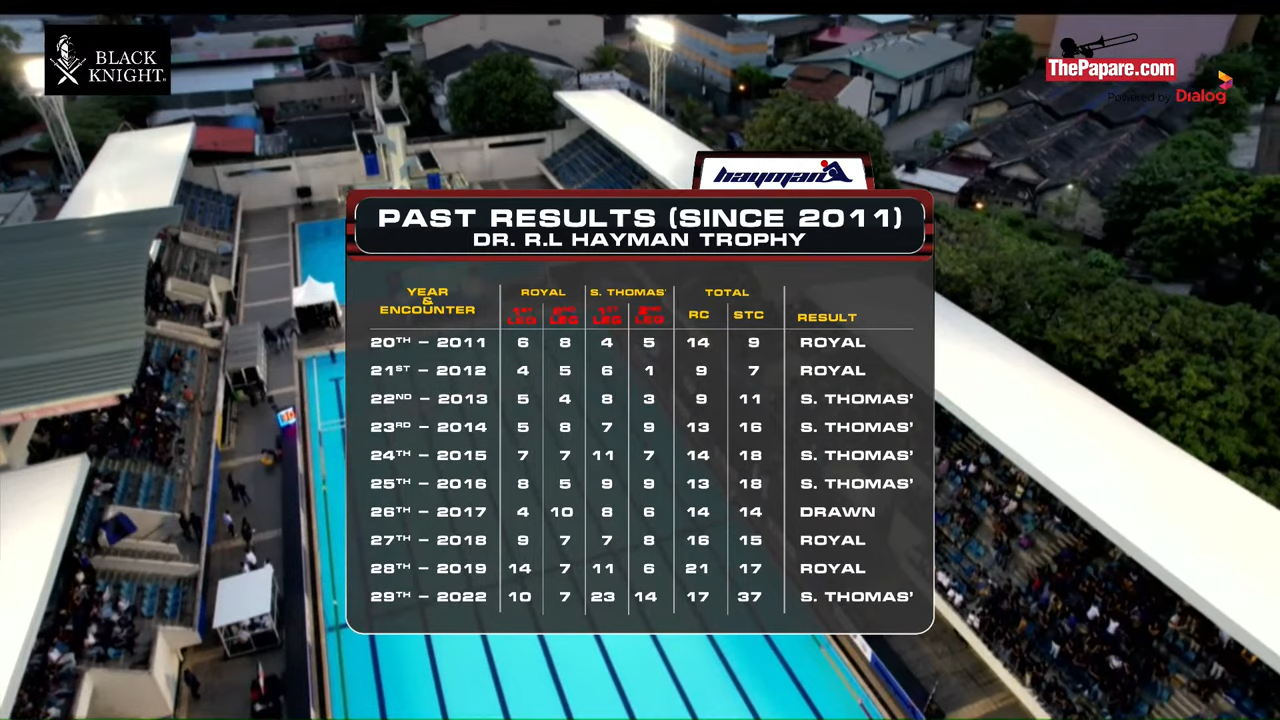 BLACK
KNIGHT
ThePapare.com
Powered by Dialog
hayman
PAST RESULTS (SINCE 2011)
DR. R.L HAYMAN TROPHY
YEAR & ENCOUNTER ROYAL S. THOMAS' TOTAL RESULT
1ST LEG 2ND LEG 1ST LEG 2ND LEG RC STC
20TH – 2011 6 8 4 5 14 9 ROYAL
21ST – 2012 4 5 6 1 9 7 ROYAL
22ND – 2013 5 4 8 3 9 11 S. THOMAS'
23RD – 2014 5 8 7 9 13 16 S. THOMAS'
24TH – 2015 7 7 11 7 14 18 S. THOMAS'
25TH – 2016 8 5 9 9 13 18 S. THOMAS'
26TH – 2017 4 10 8 6 14 14 DRAWN
27TH – 2018 9 7 7 8 16 15 ROYAL
28TH – 2019 14 7 11 6 21 17 ROYAL
29TH – 2022 10 7 23 14 17 37 S. THOMAS'